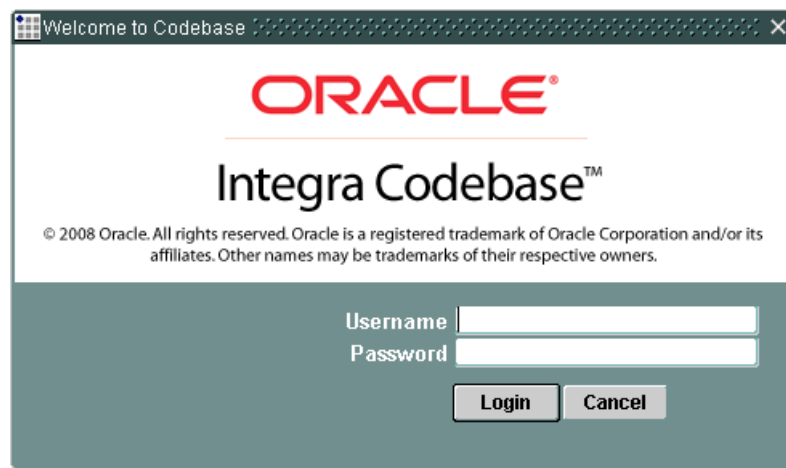 Welcome to Codebase
ORACLE®
Integra Codebase™
© 2008 Oracle. All rights reserved. Oracle is a registered trademark of Oracle Corporation and/or its
affiliates. Other names may be trademarks of their respective owners.
Username
Password
Login Cancel